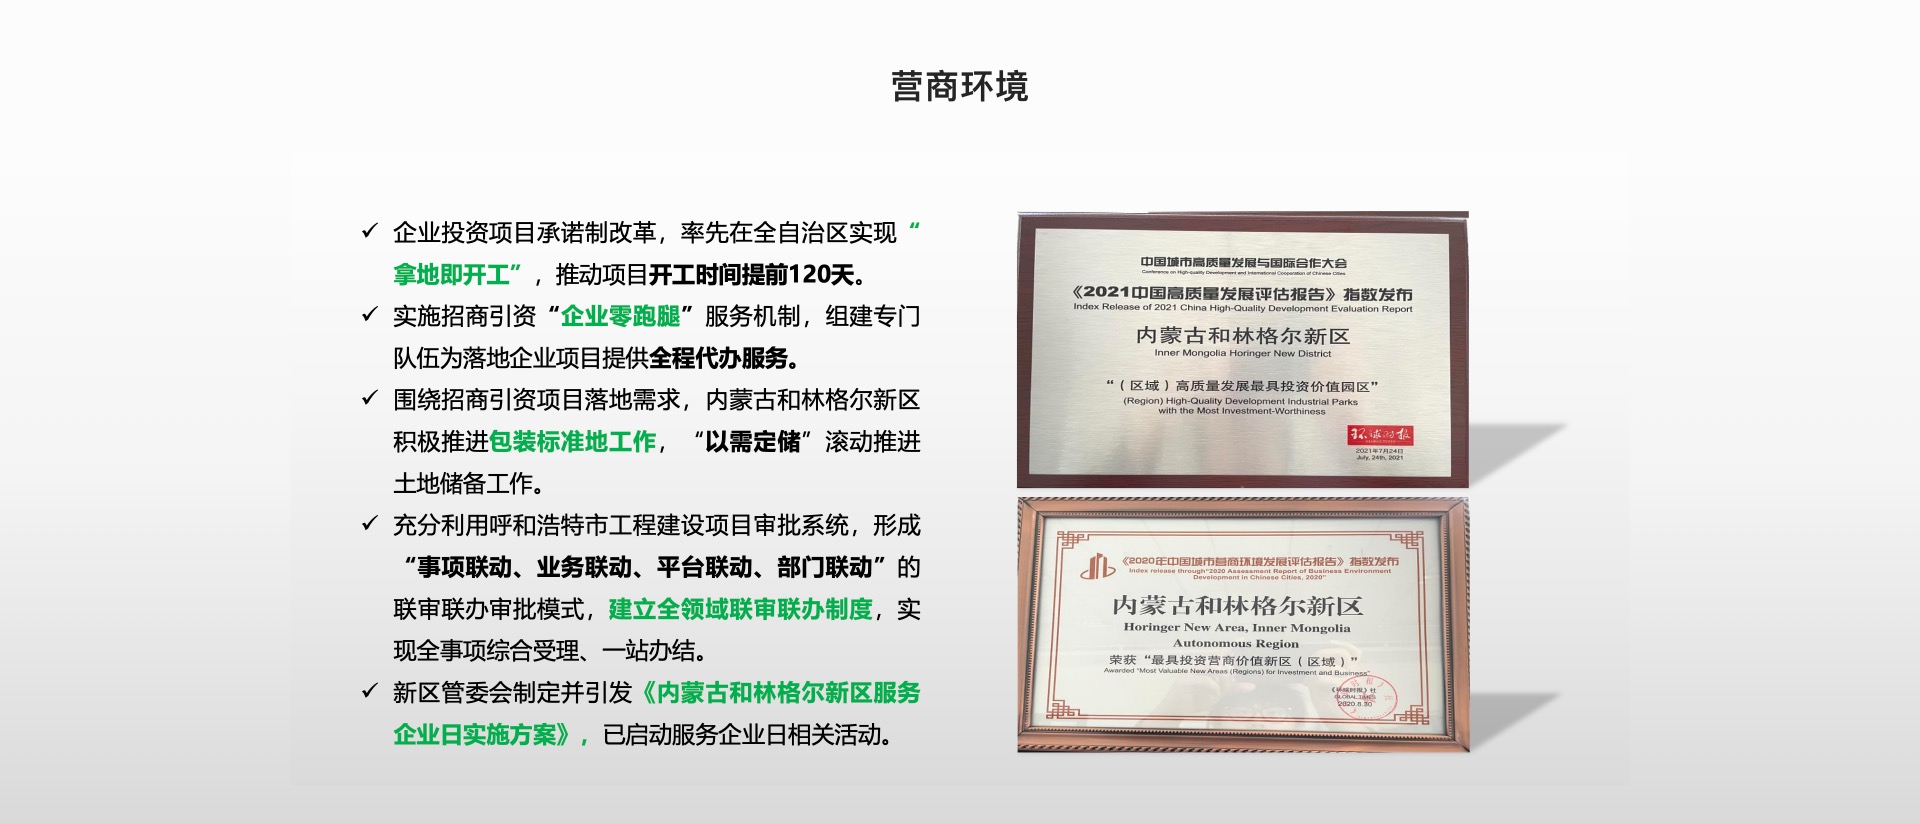 营商环境
企业投资项目承诺制改革，率先在全自治区实现“
拿地即开工”，推动项目开工时间提前120天。
实施招商引资“企业零跑腿”服务机制，组建专门
队伍为落地企业项目提供全程代办服务。
围绕招商引资项目落地需求，内蒙古和林格尔新区
积极推进包装标准地工作，“以需定储”滚动推进
土地储备工作。
充分利用呼和浩特市工程建设项目审批系统，形成
“事项联动、业务联动、平台联动、部门联动”的
联审联办审批模式，建立全领域联审联办制度，实
现全事项综合受理、一站办结。
新区管委会制定并引发《内蒙古和林格尔新区服务
企业日实施方案》，已启动服务企业日相关活动。
中国城市高质量发展与国际合作大会
Conference on High-quality Development and International Cooperation of Chinese Cities
《2021中国高质量发展评估报告》指数发布
Index Release of 2021 China High-Quality Development Evaluation Report
内蒙古和林格尔新区
Inner Mongolia Horinger New District
“（区域）高质量发展最具投资价值园区”
(Region) High-Quality Development Industrial Parks
with the Most Investment-Worthiness
环球时报
2021年7月24日
July, 24th, 2021
《2020年中国城市营商环境发展评估报告》指数发布
Index release through“2020 Assessment Report of Business Environment
Development in Chinese Cities, 2020”
内蒙古和林格尔新区
Horinger New Area, Inner Mongolia
Autonomous Region
荣获“最具投资营商价值新区（区域）”
Awarded “Most Valuable New Areas (Regions) for Investment and Business”
《环球时报》社
GLOBAL TIMES
2020.8.30